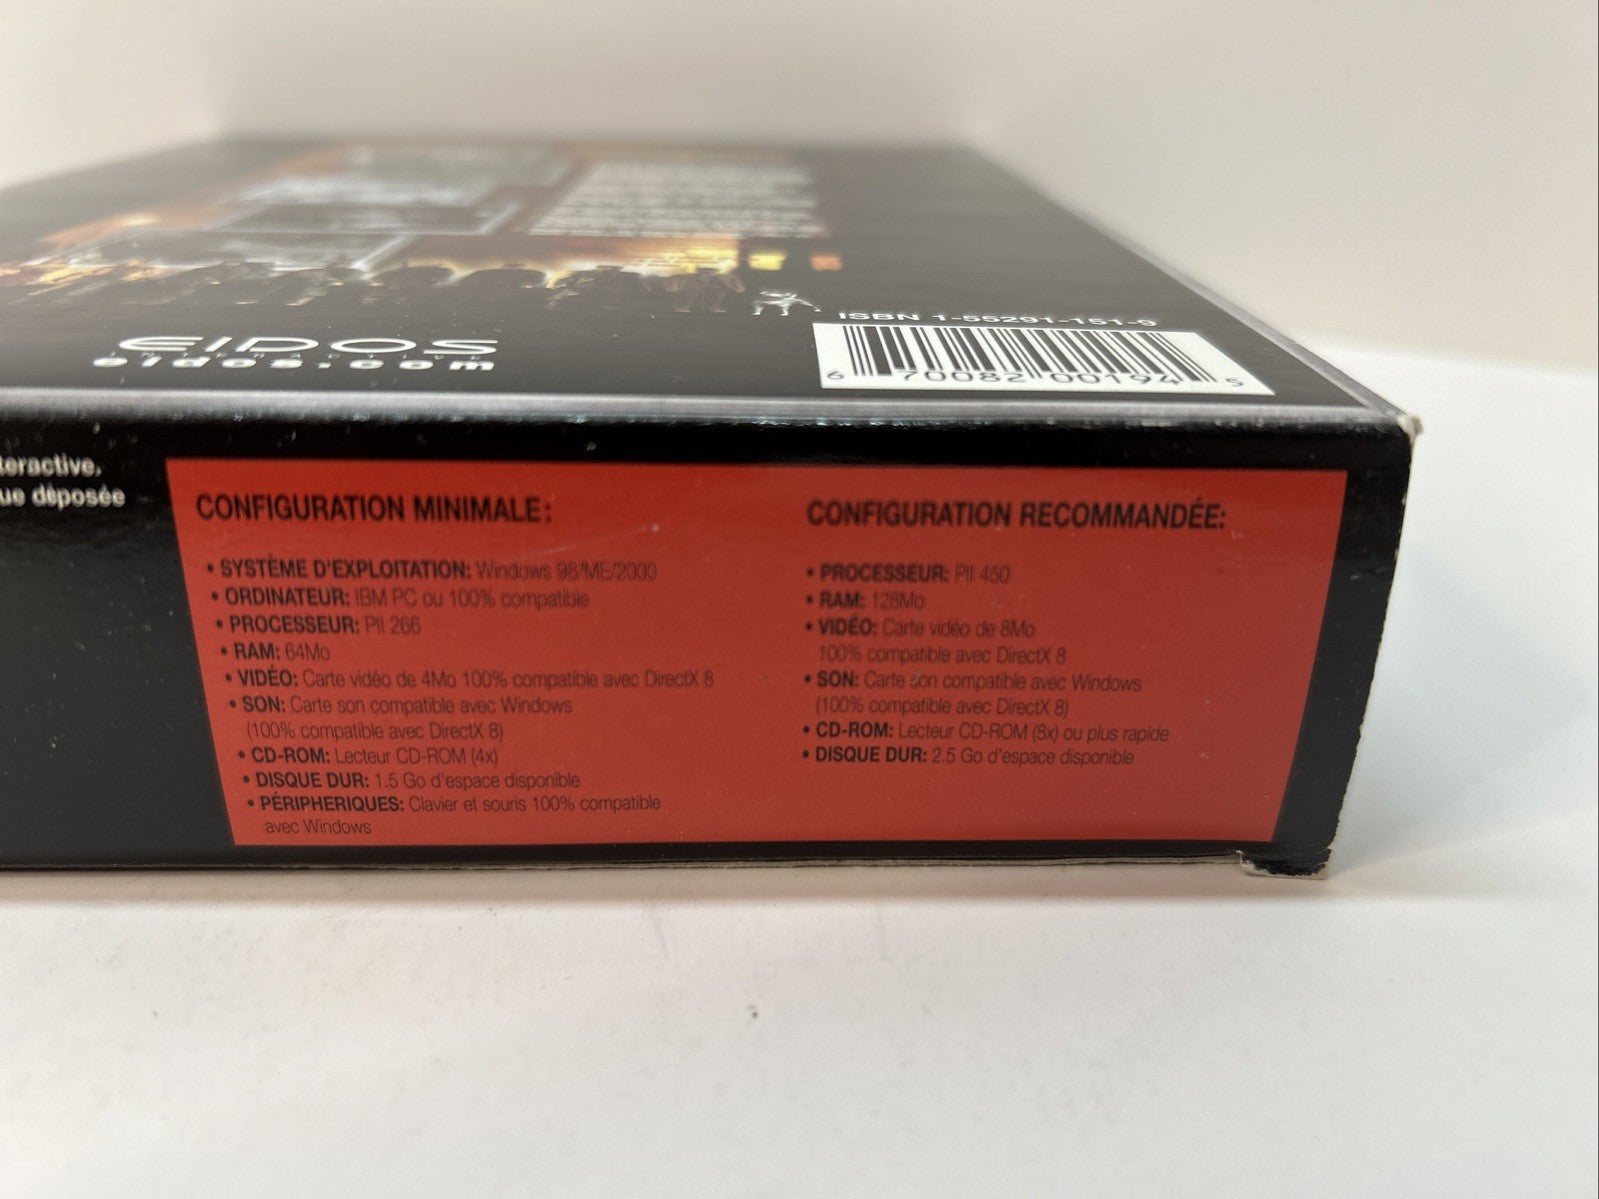 EIDOS
INTERACTIVE
eidos.com
ISBN 1-55291-151-9
6 70082 00194 5
teractive.
ue déposée
CONFIGURATION MINIMALE:
• SYSTÈME D'EXPLOITATION: Windows 98/ME/2000
• ORDINATEUR: IBM PC ou 100% compatible
• PROCESSEUR: PII 266
• RAM: 64Mo
• VIDÉO: Carte vidéo de 4Mo 100% compatible avec DirectX 8
• SON: Carte son compatible avec Windows
(100% compatible avec DirectX 8)
• CD-ROM: Lecteur CD-ROM (4x)
• DISQUE DUR: 1.5 Go d'espace disponible
• PÉRIPHERIQUES: Clavier et souris 100% compatible
avec Windows
CONFIGURATION RECOMMANDÉE:
• PROCESSEUR: PII 450
• RAM: 128Mo
• VIDÉO: Carte vidéo de 8Mo
100% compatible avec DirectX 8
• SON: Carte son compatible avec Windows
(100% compatible avec DirectX 8)
• CD-ROM: Lecteur CD-ROM (8x) ou plus rapide
• DISQUE DUR: 2.5 Go d'espace disponible